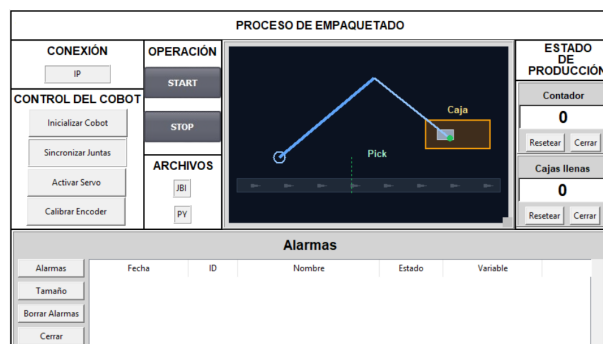 PROCESO DE EMPAQUETADO
CONEXIÓN
IP
CONTROL DEL COBOT
Inicializar Cobot
Sincronizar Juntas
Activar Servo
Calibrar Encoder
OPERACIÓN
START
STOP
ARCHIVOS
JBI
PY
Caja
Pick
ESTADO
DE
PRODUCCIÓN
Contador
0
Resetear Cerrar
Cajas llenas
0
Resetear Cerrar
Alarmas
Alarmas
Tamaño
Borrar Alarmas
Cerrar
Fecha ID Nombre Estado Variable